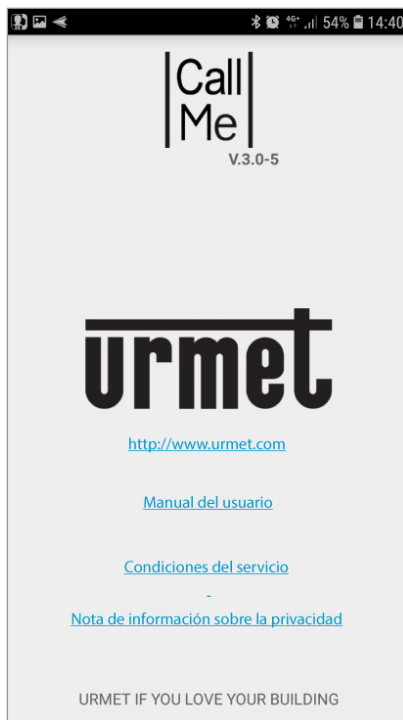 4G+ 54% 14:40
Call
Me
V.3.0-5
urmet
http://www.urmet.com
Manual del usuario
Condiciones del servicio
-
Nota de información sobre la privacidad
URMET IF YOU LOVE YOUR BUILDING